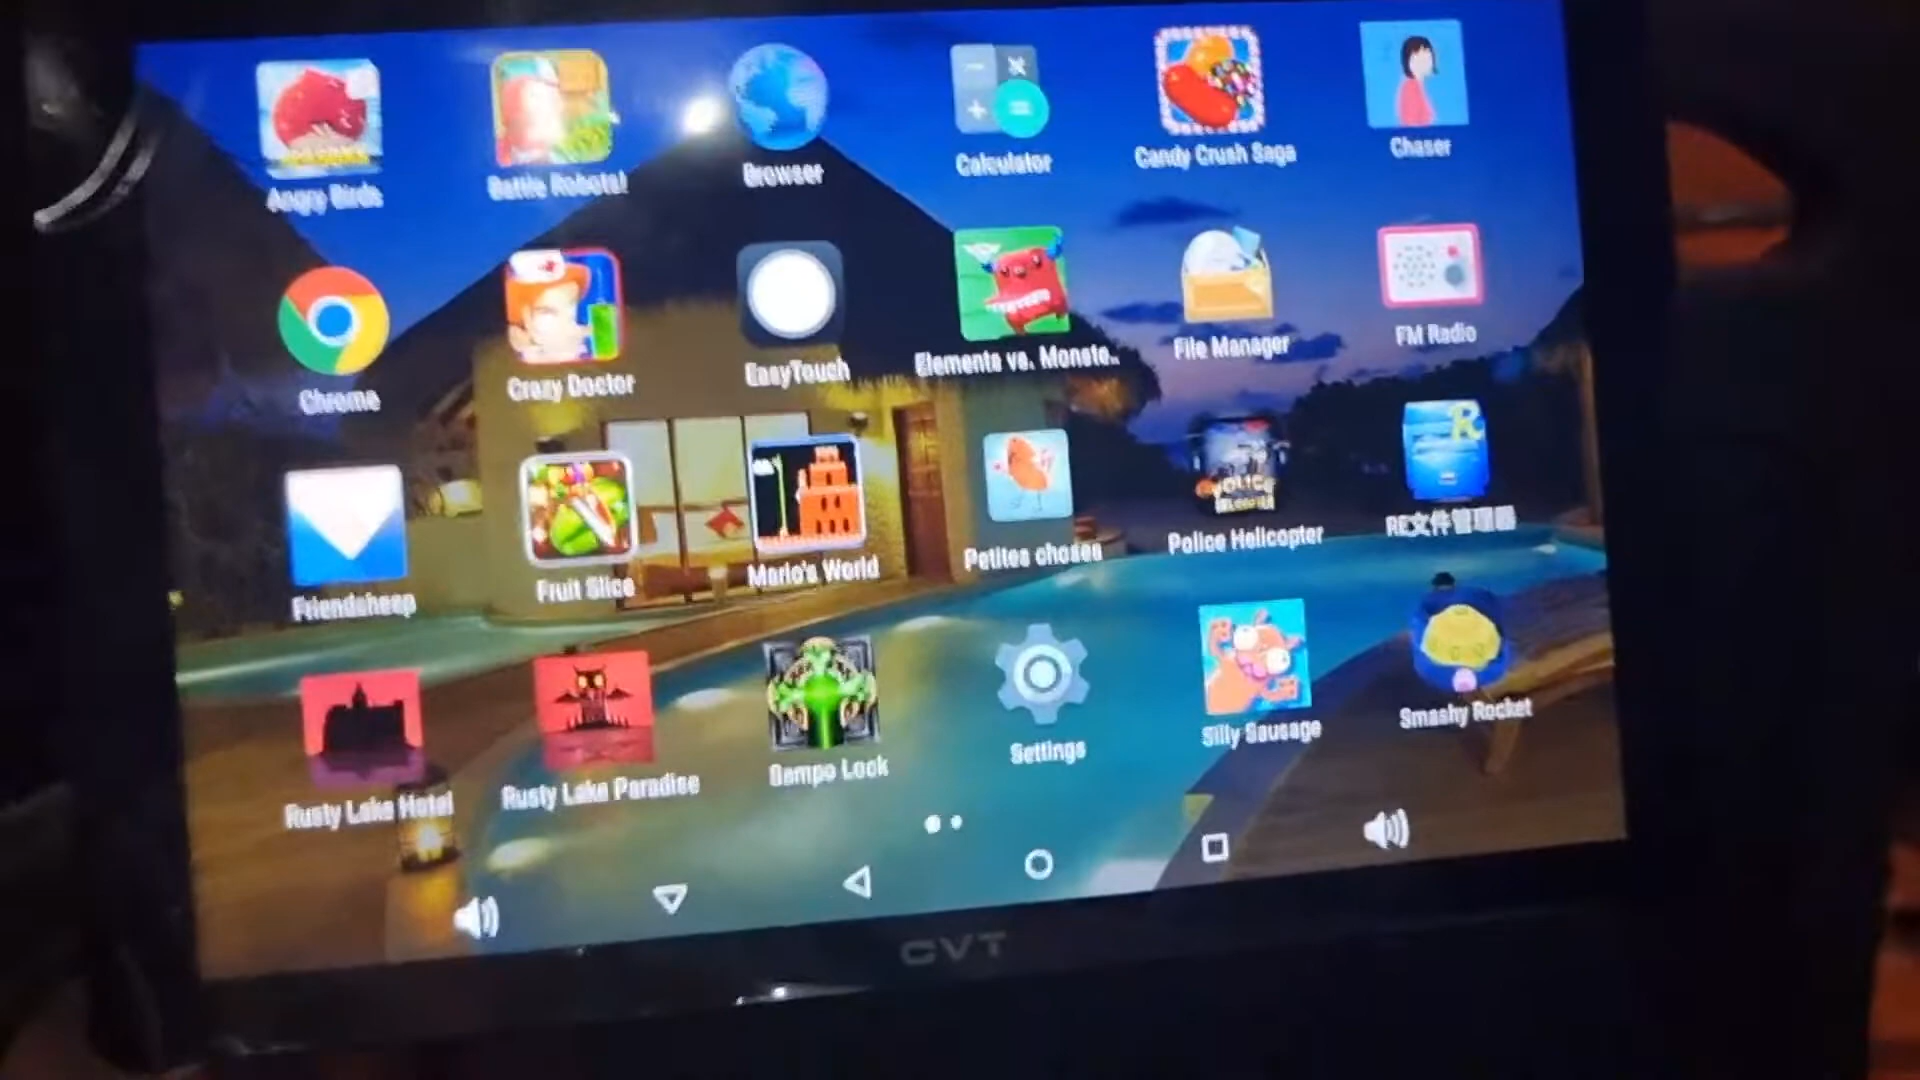 Angry Birds
Battle Robots!
Browser
Calculator
Candy Crush Saga
Chaser
Chrome
Crazy Doctor
EasyTouch
Elements vs. Monste..
File Manager
FM Radio
Friendsheep
Fruit Slice
Mario's World
Petites choses
POLICE
Police Helicopter
R
RE文件管理器
Rusty Lake Hotel
Rusty Lake Paradise
Settings
Silly Sausage
Smashy Rocket
CVT